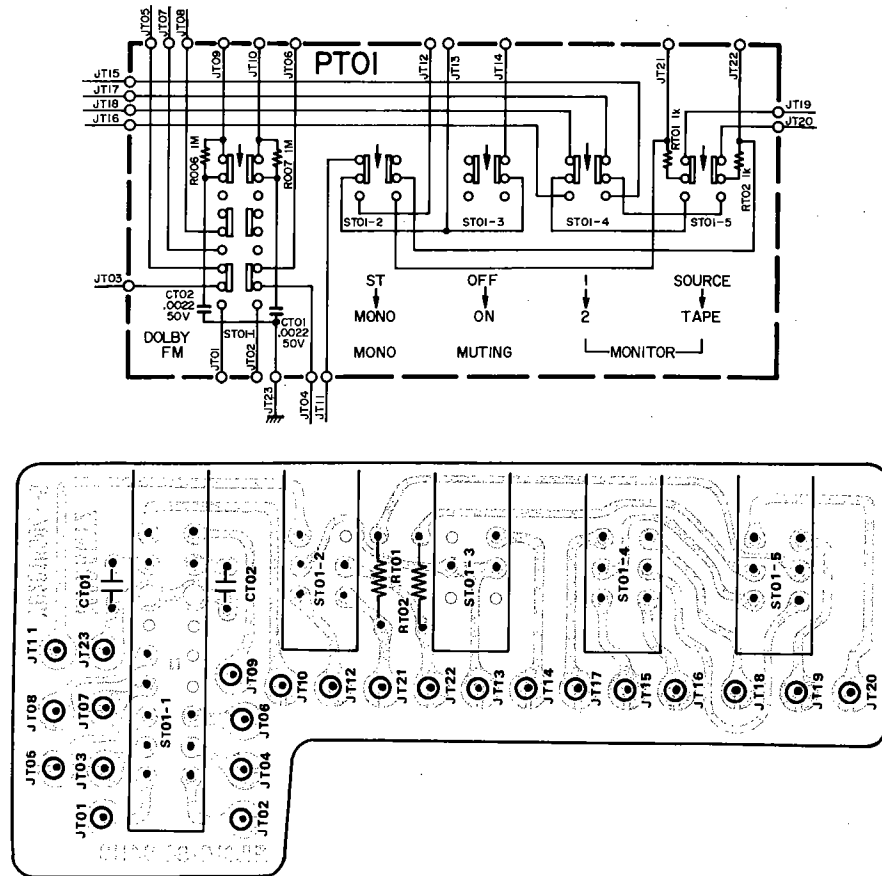 JT05
JT07
JT08
JT09
JT10
JT06
PT01
JT12
JT13
JT14
JT21
JT22
JT15
JT17
JT18
JT16
JT19
JT20
R006 1M
R007 1M
RT01 1k
RT02 1k
ST01-2
ST01-3
ST01-4
ST01-5
JT03
CT02
.0022
50V
ST01-1
CT01
.0022
50V
DOLBY
FM
ST
MONO
MONO
OFF
ON
MUTING
1
2
SOURCE
TAPE
MONITOR
JT01
JT02
JT23
JT04
JT11
CT01
CT02
ST01-2
RT01
RT02
ST01-3
ST01-4
ST01-5
JT11
JT23
JT09
JT10
JT12
JT21
JT22
JT13
JT14
JT17
JT15
JT16
JT18
JT19
JT20
JT08
JT07
ST01-1
JT06
JT05
JT03
JT04
JT01
JT02